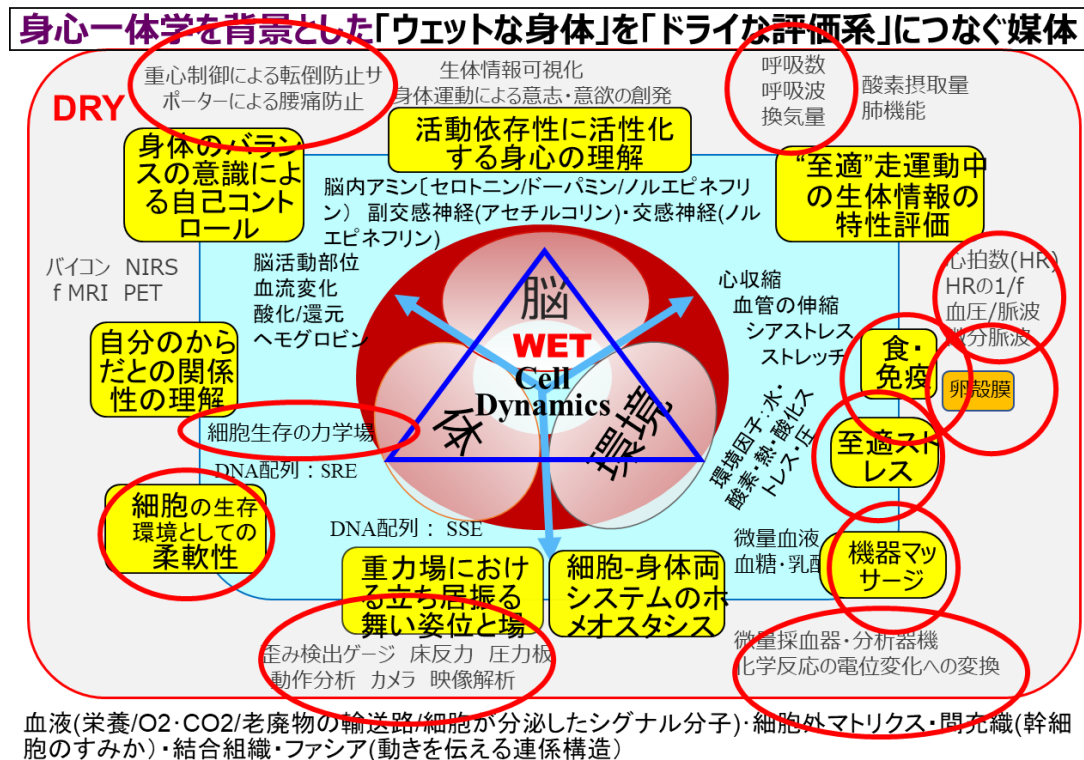 身心一体学を背景とした「ウェットな身体」を「ドライな評価系」につなぐ媒体
DRY
重心制御による転倒防止サ
ポーターによる腰痛防止
生体情報可視化
身体運動による意志・意欲の創発
呼吸数
呼吸波
換気量
酸素摂取量
肺機能
身体のバラン
スの意識によ
る自己コント
ロール
活動依存性に活性化
する身心の理解
“至適”走運動中
の生体情報の
特性評価
脳内アミン〔セロトニン/ドーパミン/ノルエピネフリ
ン） 副交感神経(アセチルコリン)・交感神経(ノル
エピネフリン)
バイコン NIRS
f MRI PET
脳活動部位
血流変化
酸化/還元
ヘモグロビン
心収縮
血管の伸縮
シアストレス
ストレッチ
心拍数(HR)
HRの1/f
血圧/脈波
微分脈波
自分のから
だとの関係
性の理解
脳
WET
Cell
Dynamics
体
環境
食・
免疫
卵殻膜
細胞生存の力学場
DNA配列：SRE
環境因子：水・
酸素・熱・酸化ス
トレス・圧
至適スト
レス
細胞の生存
環境としての
柔軟性
DNA配列： SSE
微量血液
血糖・乳酸
機器マッ
サージ
重力場におけ
る立ち居振る
舞い姿位と場
細胞-身体両
システムのホ
メオスタシス
歪み検出ゲージ 床反力 圧力板
動作分析 カメラ 映像解析
微量採血器・分析器機
化学反応の電位変化への変換
血液(栄養/O2・CO2/老廃物の輸送路/細胞が分泌したシグナル分子)・細胞外マトリクス・間充織(幹細
胞のすみか)・結合組織・ファシア(動きを伝える連係構造）